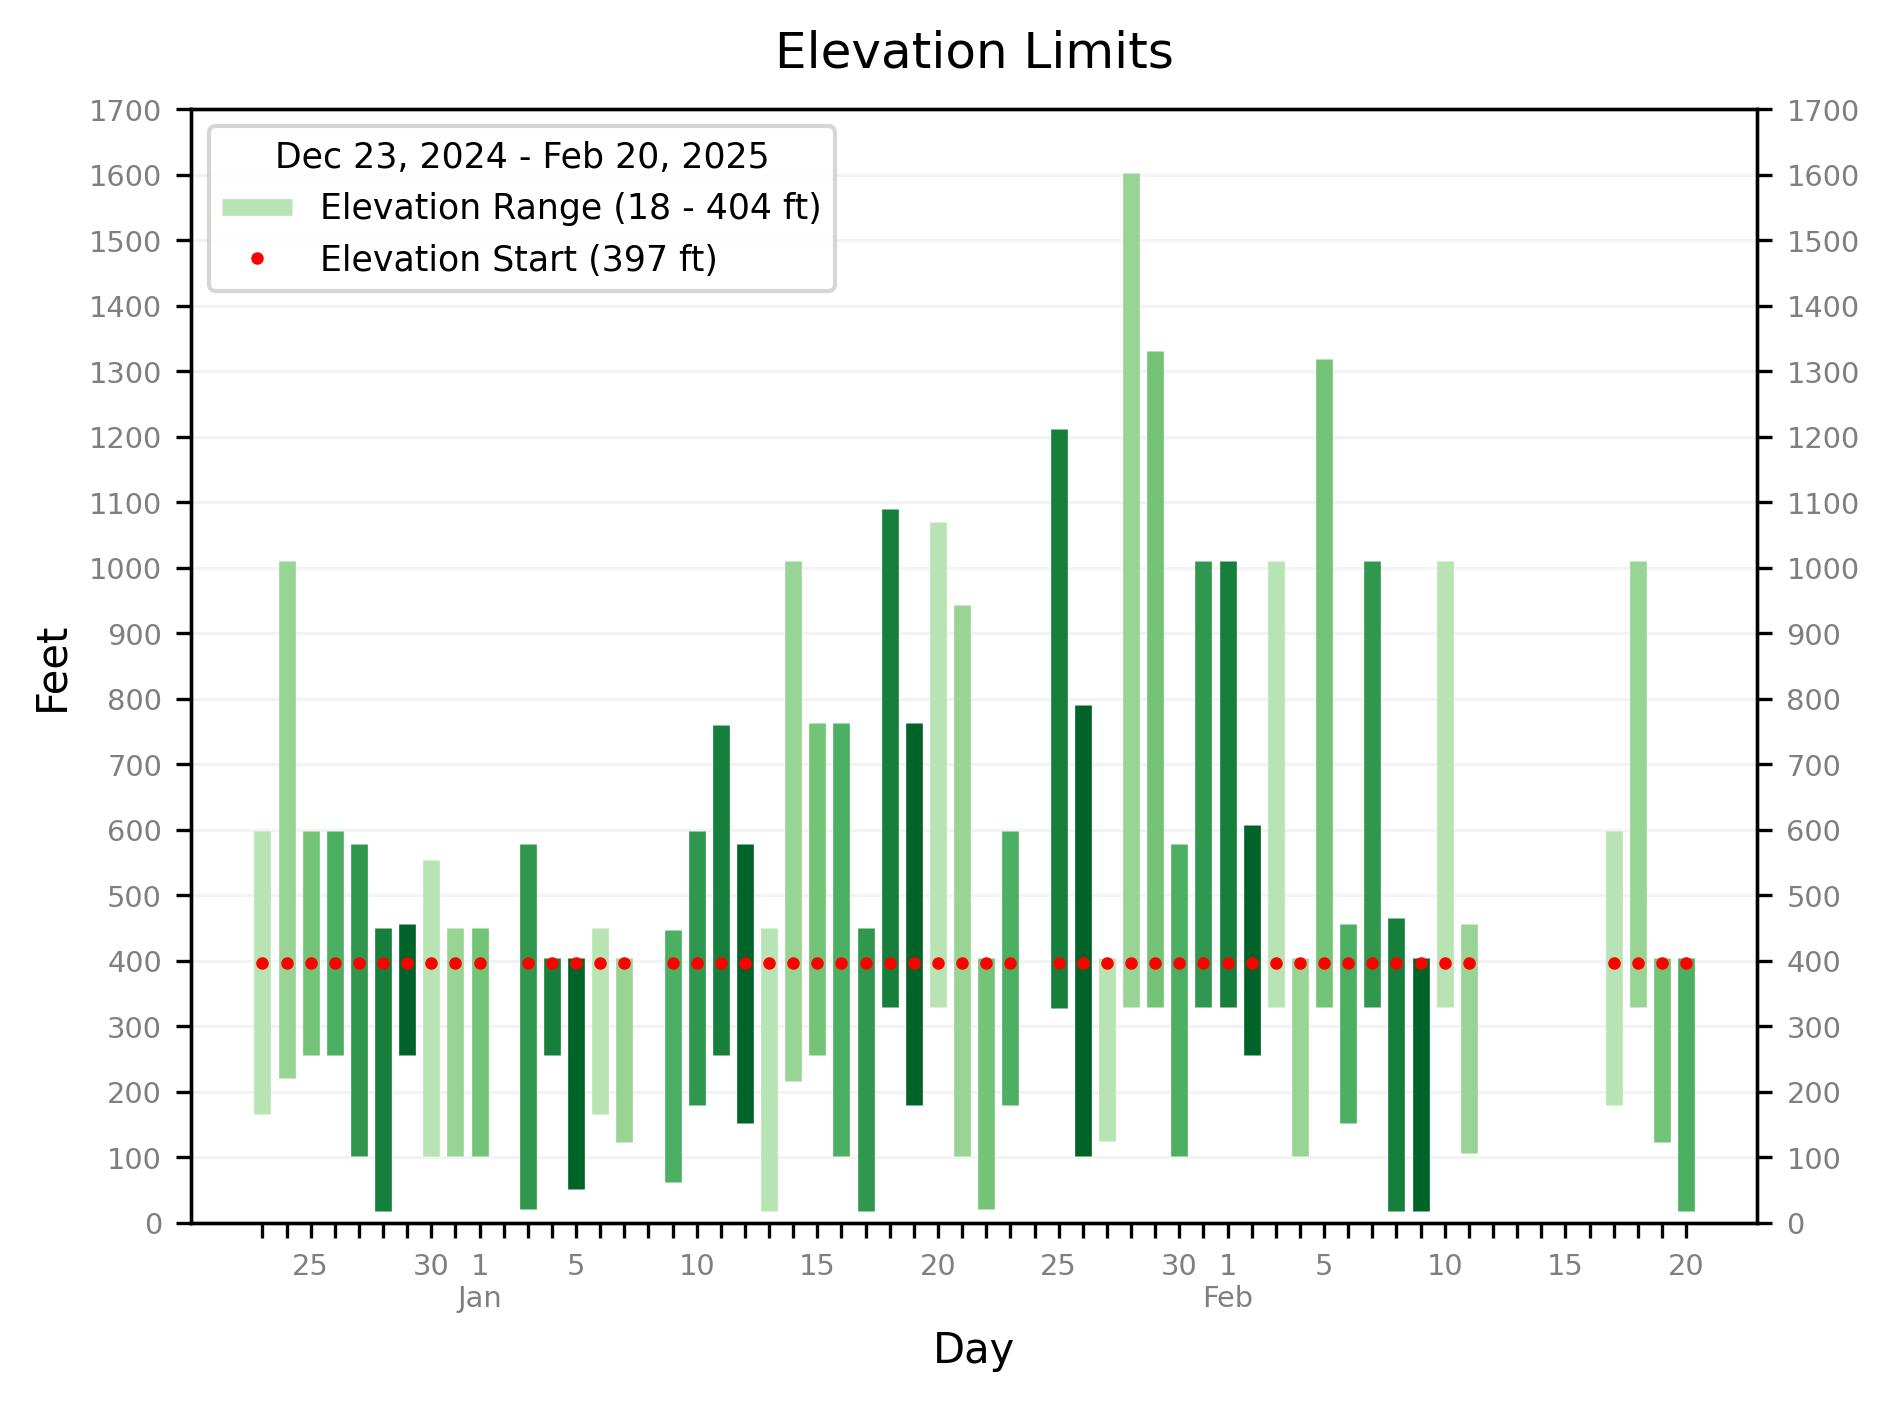 Elevation Limits
Dec 23, 2024 - Feb 20, 2025
Elevation Range (18 - 404 ft)
Elevation Start (397 ft)
1700 1700
1600 1600
1500 1500
1400 1400
1300 1300
1200 1200
1100 1100
1000 1000
900 900
800 800
700 700
600 600
500 500
400 400
300 300
200 200
100 100
0 0
Feet
25 30 1 5 10 15 20 25 30 1 5 10 15 20
Jan Feb
Day